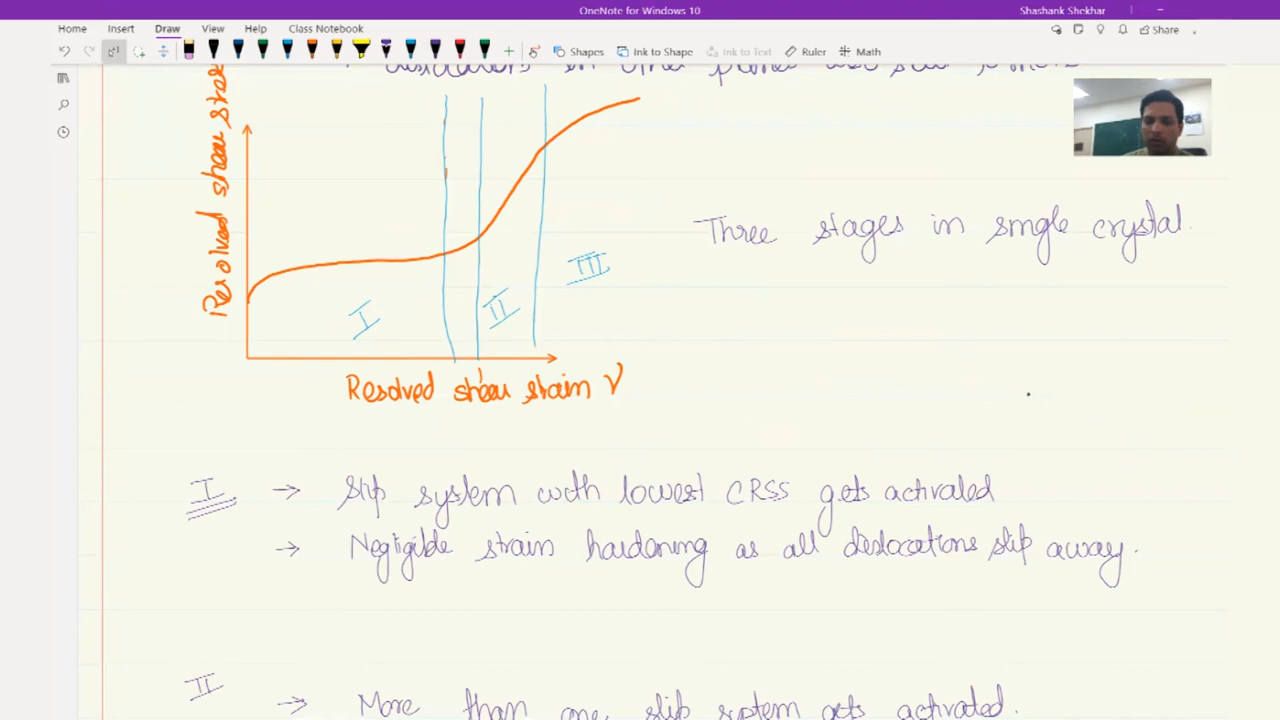 OneNote for Windows 10
Shashank Shekhar
Home Insert Draw View Help Class Notebook
Shapes Ink to Shape Ink to Text Ruler Math Share
in other
Resolved shear
Three stages in single crystal.
I
II
III
Resolved shear strain γ
I → Slip system with lowest CRSS gets activated
→ Negligible strain hardening as all dislocations slip away.
II → More than one slip system gets activated.